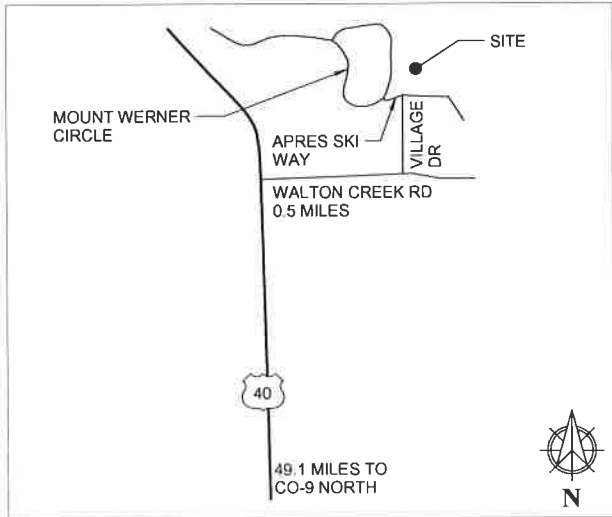 SITE
MOUNT WERNER
CIRCLE
APRES SKI
WAY
VILLAGE
DR
WALTON CREEK RD
0.5 MILES
40
49.1 MILES TO
CO-9 NORTH
N